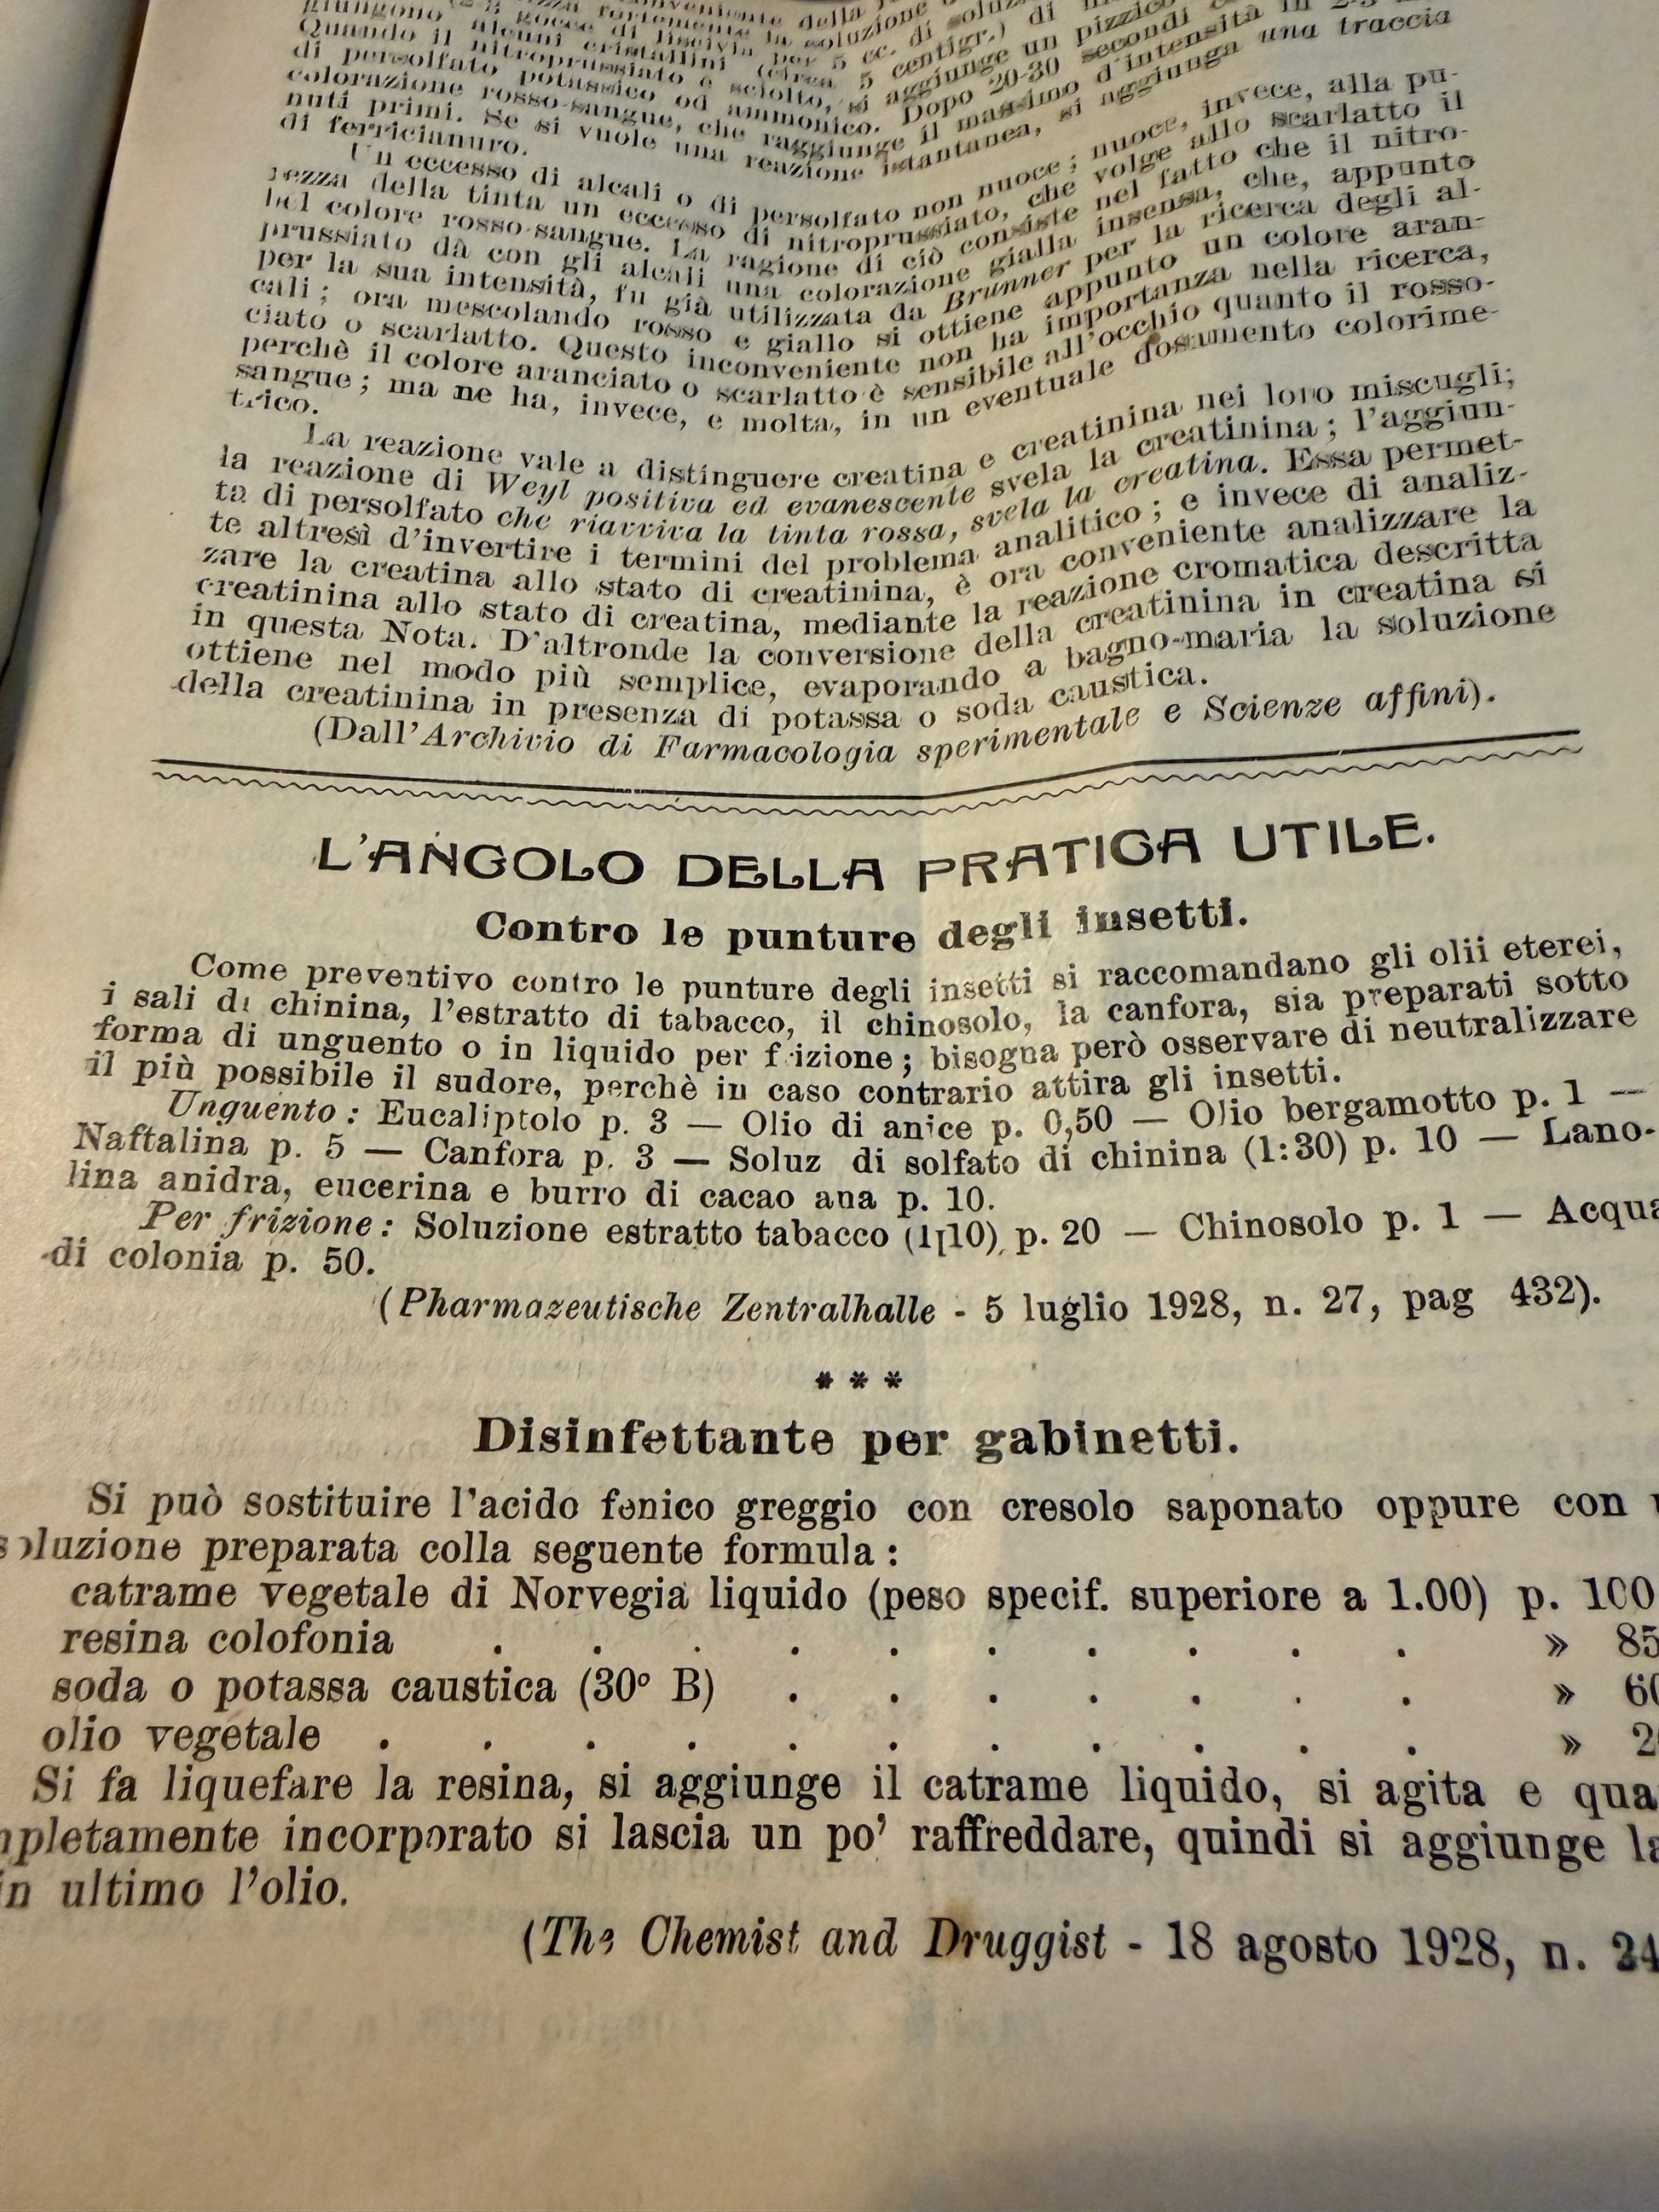 giungono alcuni cristallini (circa 5 centigr.) di
Quando il nitroprussiato è sciolto, si aggiunge un pizzico
di persolfato potassico od ammonico. Dopo 20-30 secondi
colorazione rosso-sangue, che raggiunge il massimo d'intensità in 2-3
nuti primi. Se si vuole una reazione istantanea, si aggiunga una traccia
di ferricianuro.
Un eccesso di alcali o di persolfato non nuoce; nuoce, invece, alla pu-
rezza della tinta un eccesso di nitroprussiato, che volge allo scarlatto il
bel colore rosso-sangue. La ragione di ciò consiste nel fatto che il nitro-
prussiato dà con gli alcali una colorazione gialla insensa, che, appunto
per la sua intensità, fu già utilizzata da Brunner per la ricerca degli al-
cali; ora mescolando rosso e giallo si ottiene appunto un colore aran-
ciato o scarlatto. Questo inconveniente non ha importanza nella ricerca,
perchè il colore aranciato o scarlatto è sensibile all'occhio quanto il rosso-
sangue; ma ne ha, invece, e molta, in un eventuale dosamento colorime-
trico.
La reazione vale a distinguere creatina e creatinina nei loro miscugli;
la reazione di Weyl positiva ed evanescente svela la creatinina; l'aggiun-
ta di persolfato che riavviva la tinta rossa, svela la creatina. Essa permet-
te altresì d'invertire i termini del problema analitico; e invece di analiz-
zare la creatina allo stato di creatinina, è ora conveniente analizzare la
creatinina allo stato di creatina, mediante la reazione cromatica descritta
in questa Nota. D'altronde la conversione della creatinina in creatina si
ottiene nel modo più semplice, evaporando a bagno-maria la soluzione
della creatinina in presenza di potassa o soda caustica.
(Dall'Archivio di Farmacologia sperimentale e Scienze affini).
L'ANGOLO DELLA PRATICA UTILE.
Contro le punture degli insetti.
Come preventivo contro le punture degli insetti si raccomandano gli olii eterei,
i sali di chinina, l'estratto di tabacco, il chinosolo, la canfora, sia preparati sotto
forma di unguento o in liquido per frizione; bisogna però osservare di neutralizzare
il più possibile il sudore, perchè in caso contrario attira gli insetti.
Unguento: Eucaliptolo p. 3 — Olio di anice p. 0,50 — Olio bergamotto p. 1 —
Naftalina p. 5 — Canfora p. 3 — Soluz di solfato di chinina (1:30) p. 10 — Lano-
lina anidra, eucerina e burro di cacao ana p. 10.
Per frizione: Soluzione estratto tabacco (1[10) p. 20 — Chinosolo p. 1 — Acqua
di colonia p. 50.
(Pharmazeutische Zentralhalle - 5 luglio 1928, n. 27, pag 432).
* * *
Disinfettante per gabinetti.
Si può sostituire l'acido fenico greggio con cresolo saponato oppure con
soluzione preparata colla seguente formula:
catrame vegetale di Norvegia liquido (peso specif. superiore a 1.00) p. 100
resina colofonia . . . . . . . . . . » 85
soda o potassa caustica (30º B) . . . . . . . » 60
olio vegetale . . . . . . . . . . . » 2
Si fa liquefare la resina, si aggiunge il catrame liquido, si agita e qua
mpletamente incorporato si lascia un po' raffreddare, quindi si aggiunge la
in ultimo l'olio.
(The Chemist and Druggist - 18 agosto 1928, n. 24